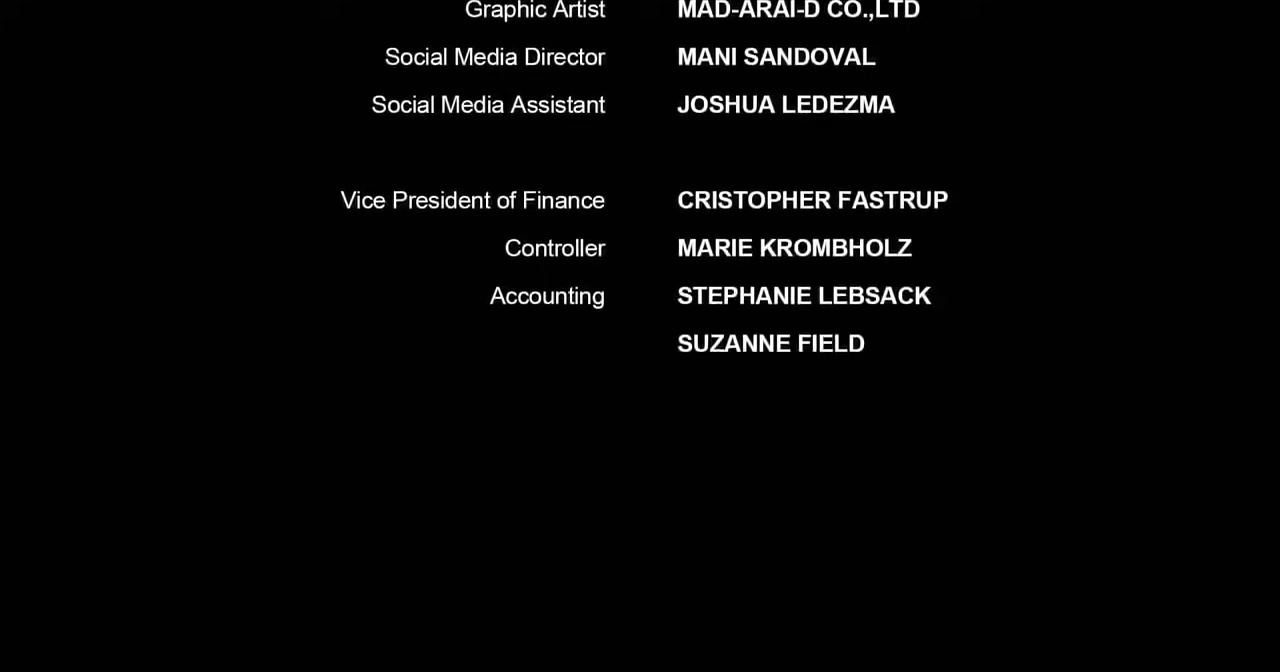 Graphic Artist MAD-ARAI-D CO.,LTD
Social Media Director MANI SANDOVAL
Social Media Assistant JOSHUA LEDEZMA
Vice President of Finance CRISTOPHER FASTRUP
Controller MARIE KROMBHOLZ
Accounting STEPHANIE LEBSACK
SUZANNE FIELD